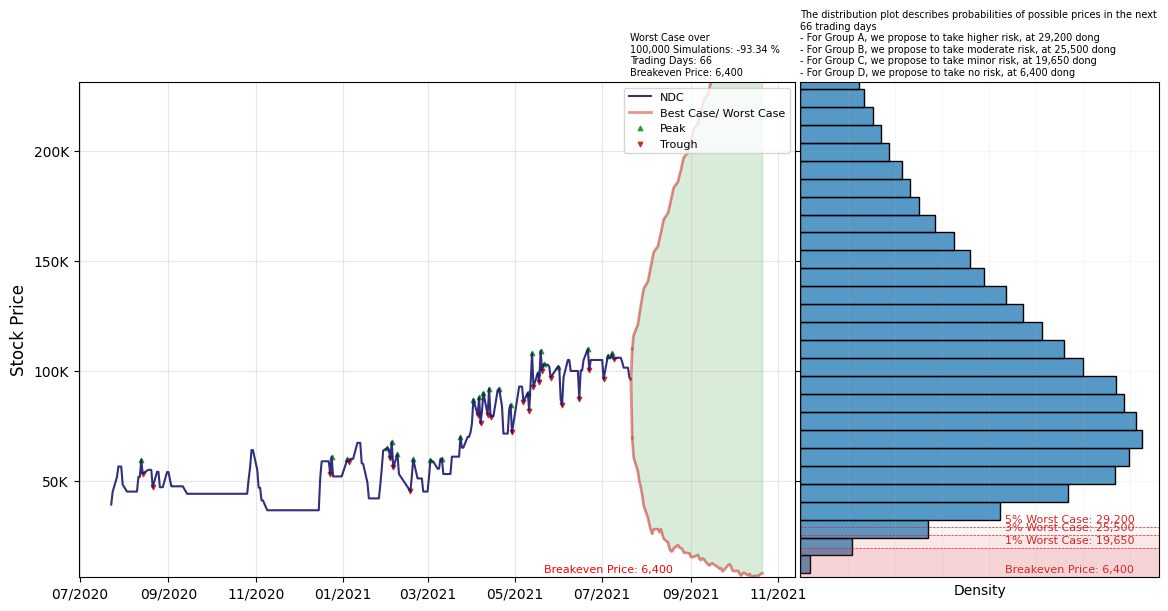 The distribution plot describes probabilities of possible prices in the next
66 trading days
- For Group A, we propose to take higher risk, at 29,200 dong
- For Group B, we propose to take moderate risk, at 25,500 dong
- For Group C, we propose to take minor risk, at 19,650 dong
- For Group D, we propose to take no risk, at 6,400 dong
Worst Case over
100,000 Simulations: -93.34 %
Trading Days: 66
Breakeven Price: 6,400
NDC
Best Case/ Worst Case
Peak
Trough
Stock Price
200K
150K
100K
50K
5% Worst Case: 29,200
3% Worst Case: 25,500
1% Worst Case: 19,650
Breakeven Price: 6,400
Breakeven Price: 6,400
07/2020
09/2020
11/2020
01/2021
03/2021
05/2021
07/2021
09/2021
11/2021
Density